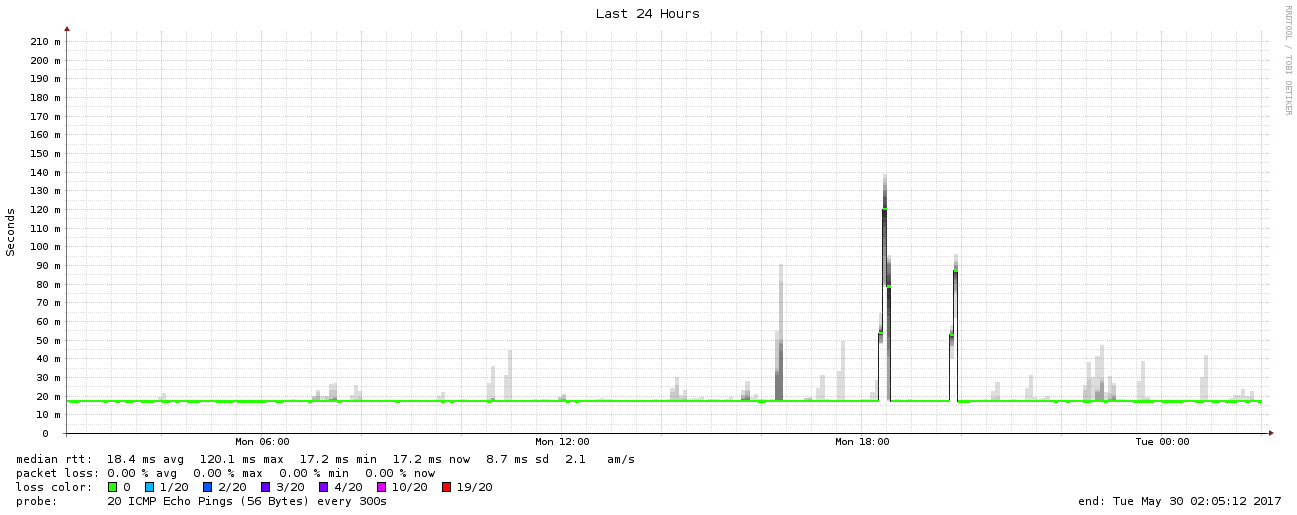 Last 24 Hours
RRDTOOL / TOBI OETIKER
Seconds
210 m
200 m
190 m
180 m
170 m
160 m
150 m
140 m
130 m
120 m
110 m
100 m
90 m
80 m
70 m
60 m
50 m
40 m
30 m
20 m
10 m
0
Mon 06:00 Mon 12:00 Mon 18:00 Tue 00:00
median rtt: 18.4 ms avg 120.1 ms max 17.2 ms min 17.2 ms now 8.7 ms sd 2.1 am/s
packet loss: 0.00 % avg 0.00 % max 0.00 % min 0.00 % now
loss color: 0 1/20 2/20 3/20 4/20 10/20 19/20
probe: 20 ICMP Echo Pings (56 Bytes) every 300s end: Tue May 30 02:05:12 2017